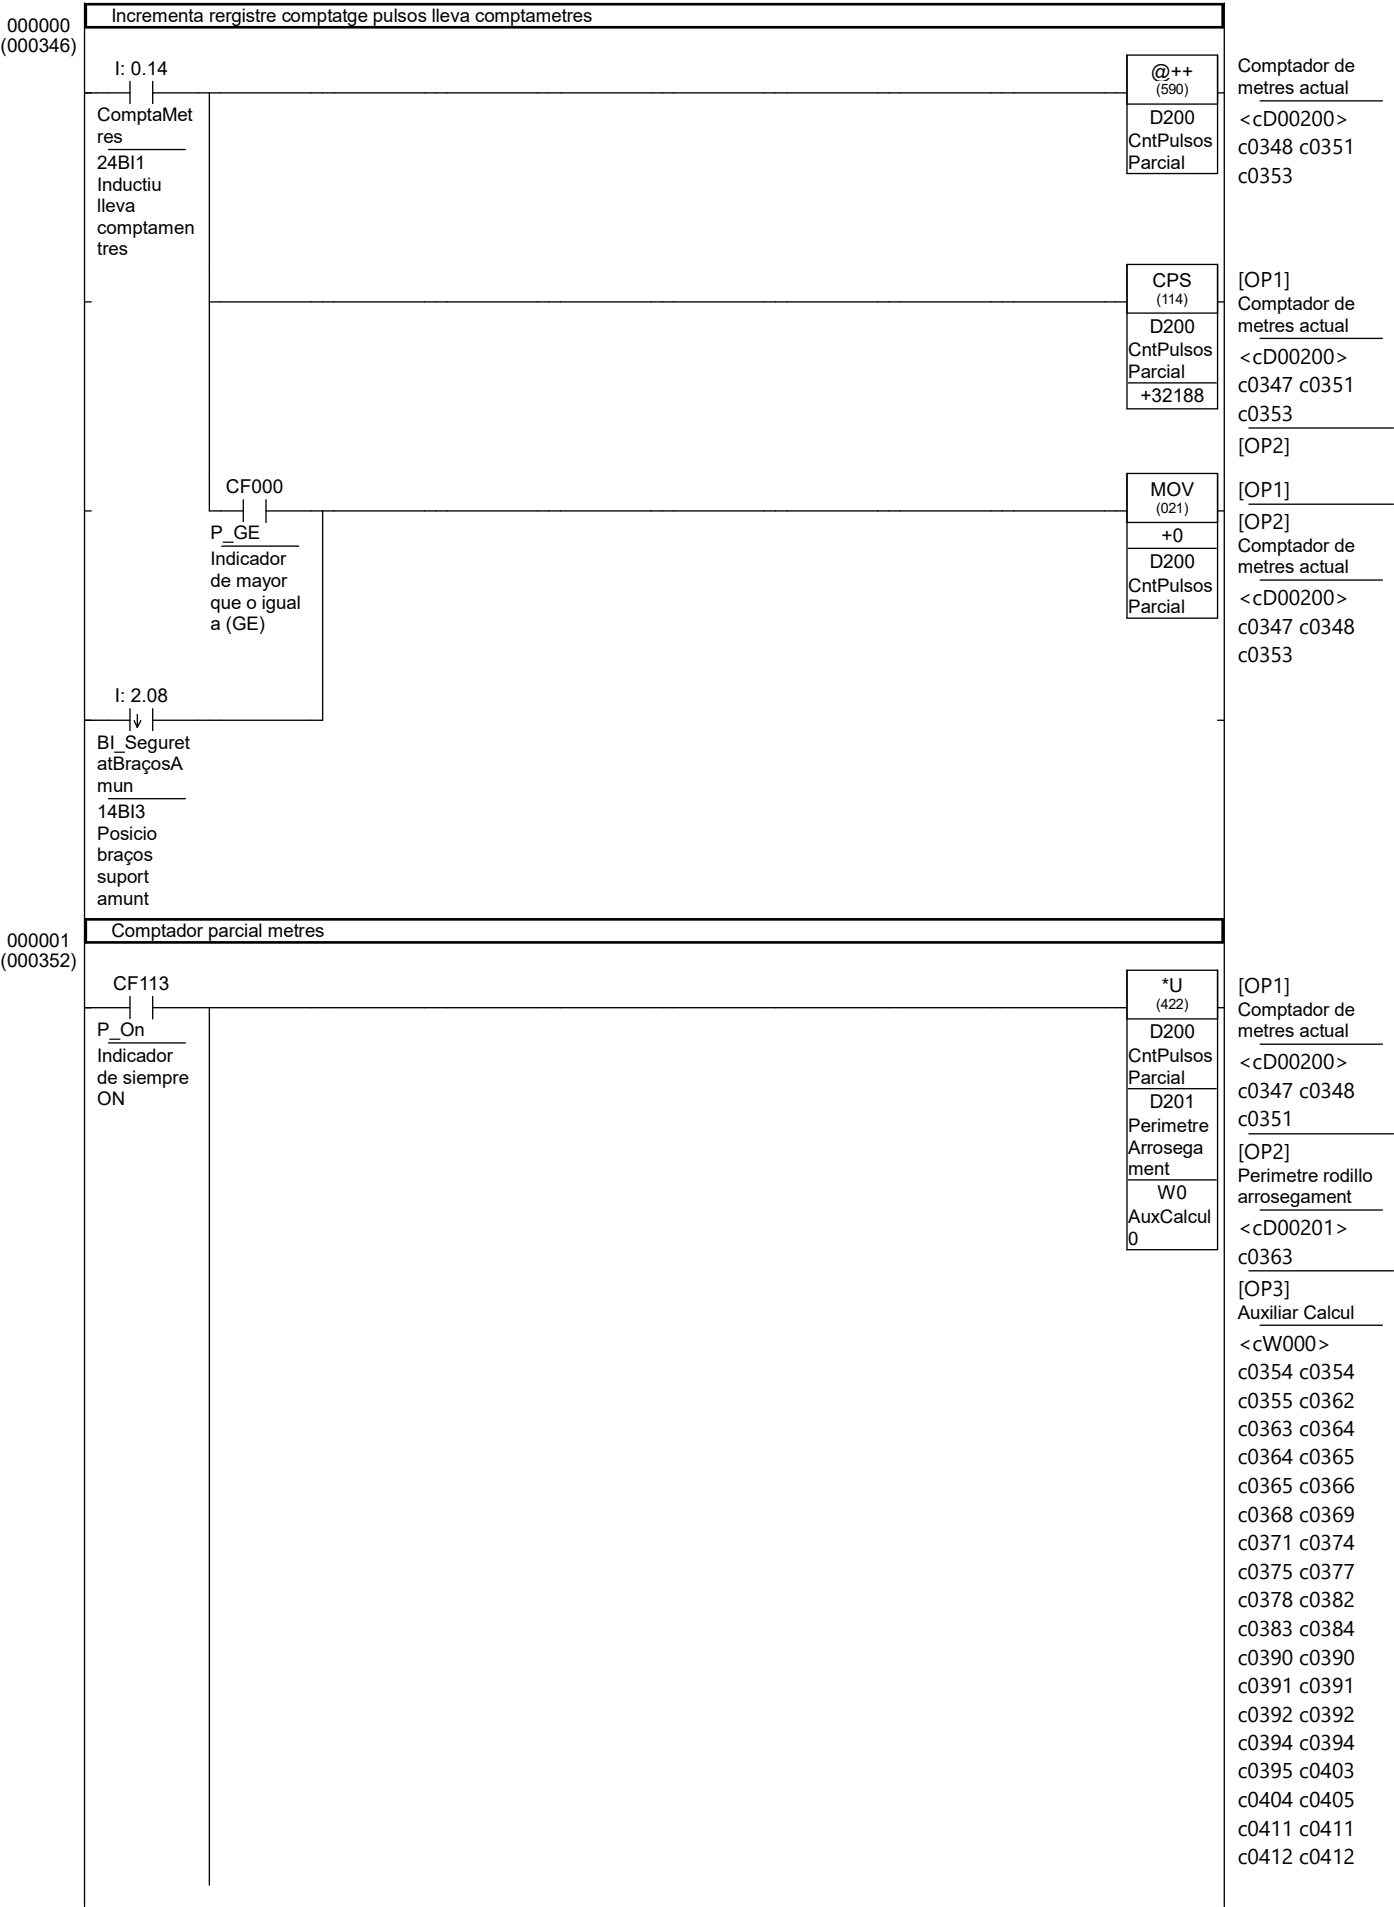 000000
(000346)
Incrementa rergistre comptatge pulsos lleva comptametres
I: 0.14
ComptaMet
res
24BI1
Inductiu
lleva
comptamen
tres
@++
(590)
D200
CntPulsos
Parcial
Comptador de
metres actual
<cD00200>
c0348 c0351
c0353
CPS
(114)
D200
CntPulsos
Parcial
+32188
[OP1]
Comptador de
metres actual
<cD00200>
c0347 c0351
c0353
[OP2]
CF000
P_GE
Indicador
de mayor
que o igual
a (GE)
MOV
(021)
+0
D200
CntPulsos
Parcial
[OP1]
[OP2]
Comptador de
metres actual
<cD00200>
c0347 c0348
c0353
I: 2.08
BI_Seguret
atBraçosA
mun
14BI3
Posicio
braços
suport
amunt
000001
(000352)
Comptador parcial metres
CF113
P_On
Indicador
de siempre
ON
*U
(422)
D200
CntPulsos
Parcial
D201
Perimetre
Arrosega
ment
W0
AuxCalcul
0
[OP1]
Comptador de
metres actual
<cD00200>
c0347 c0348
c0351
[OP2]
Perimetre rodillo
arrosegament
<cD00201>
c0363
[OP3]
Auxiliar Calcul
<cW000>
c0354 c0354
c0355 c0362
c0363 c0364
c0364 c0365
c0365 c0366
c0368 c0369
c0371 c0374
c0375 c0377
c0378 c0382
c0383 c0384
c0390 c0390
c0391 c0391
c0392 c0392
c0394 c0394
c0395 c0403
c0404 c0405
c0411 c0411
c0412 c0412